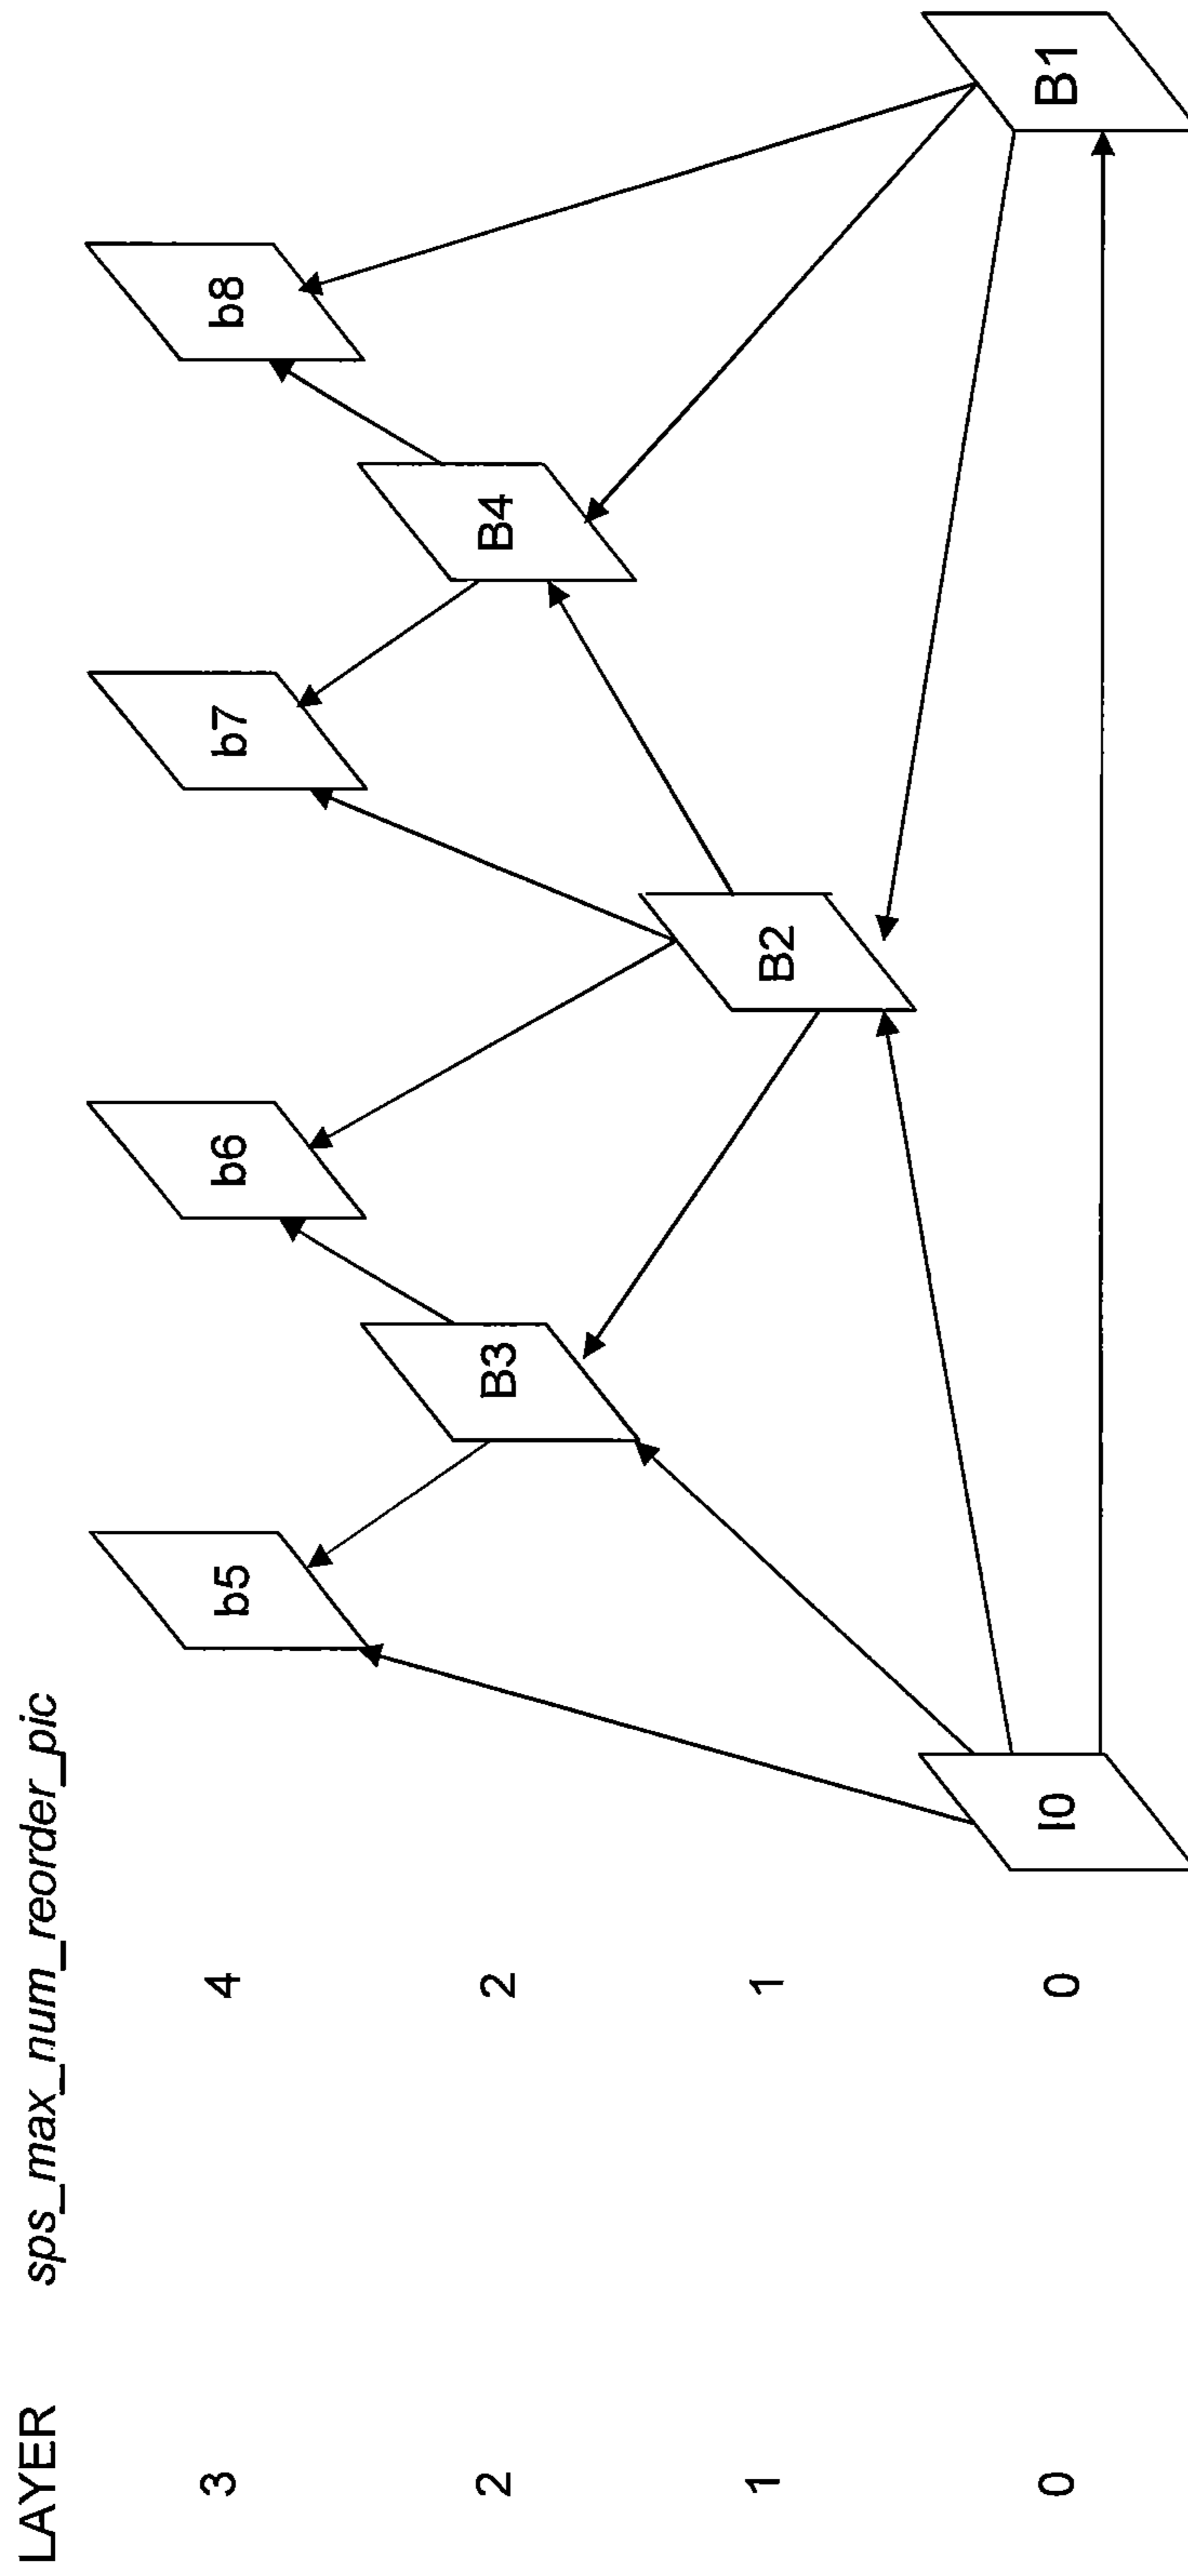 LAYER sps_max_num_reorder_pic
3 4 b5 b6 b7 b8
2 2 B3 B4
1 1 B2
0 0 I0 B1